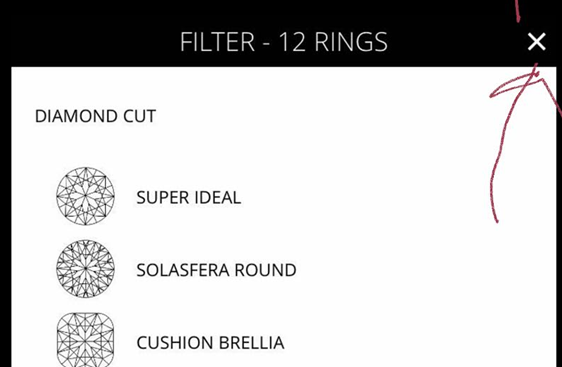 FILTER - 12 RINGS
DIAMOND CUT
SUPER IDEAL
SOLASFERA ROUND
CUSHION BRELLIA